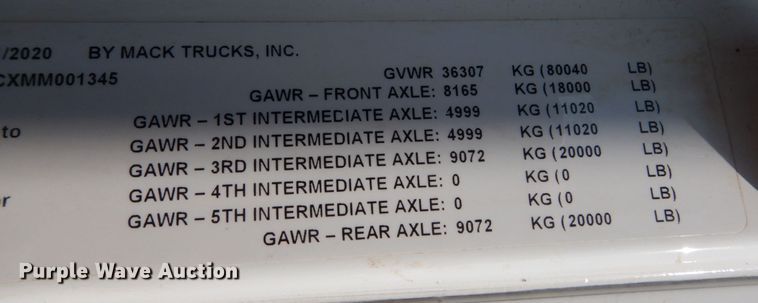 /2020 BY MACK TRUCKS, INC.
CXMM001345
GVWR 36307 KG (80040 LB)
GAWR – FRONT AXLE: 8165 KG (18000 LB)
to GAWR – 1ST INTERMEDIATE AXLE: 4999 KG (11020 LB)
GAWR – 2ND INTERMEDIATE AXLE: 4999 KG (11020 LB)
GAWR – 3RD INTERMEDIATE AXLE: 9072 KG (20000 LB)
GAWR – 4TH INTERMEDIATE AXLE: 0 KG (0 LB)
GAWR – 5TH INTERMEDIATE AXLE: 0 KG (0 LB)
GAWR – REAR AXLE: 9072 KG (20000 LB)
Purple Wave Auction